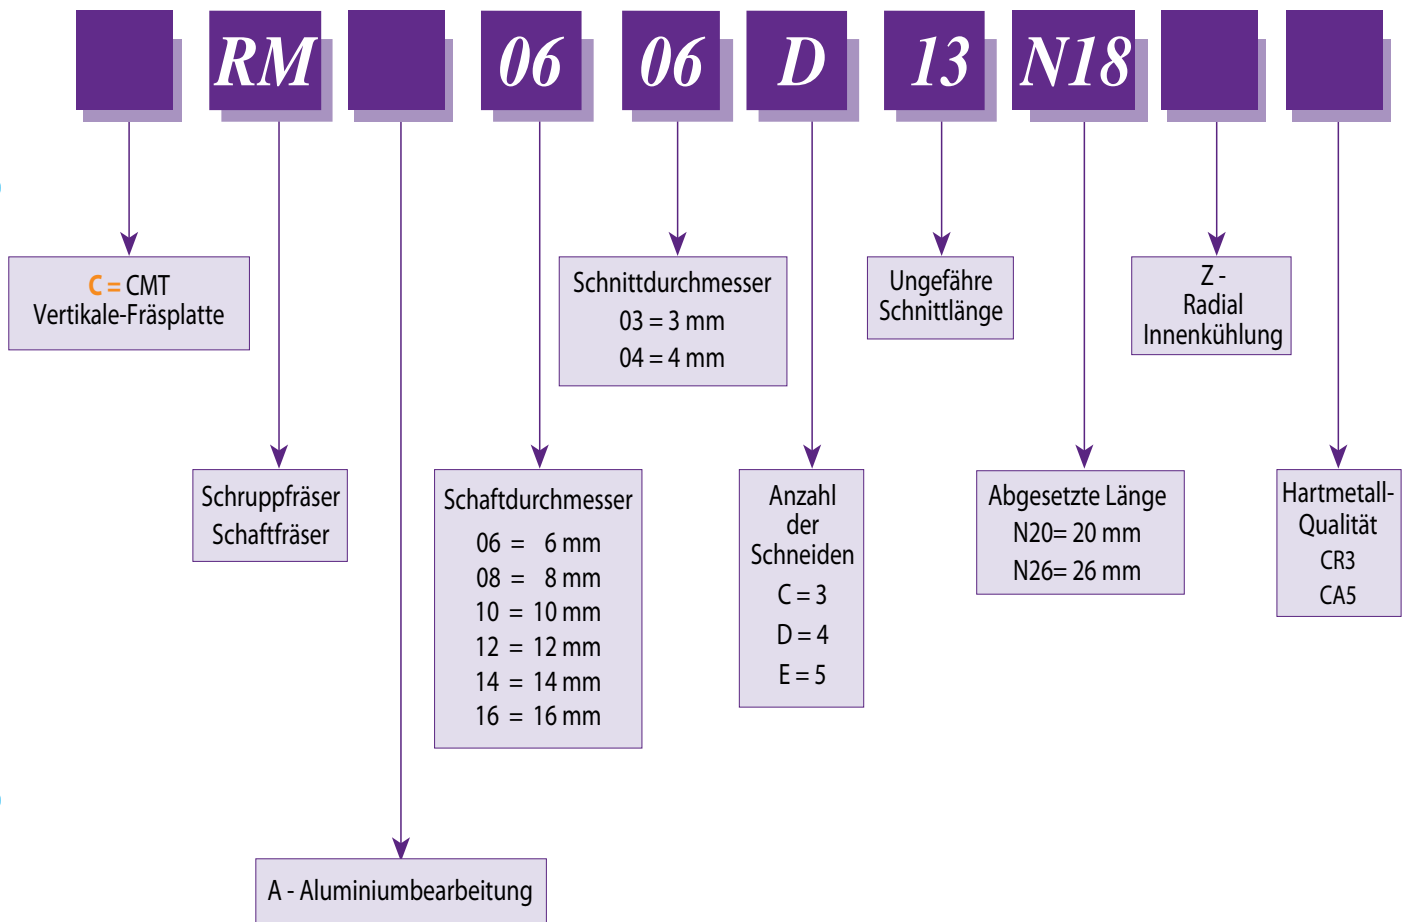 RM 06 06 D 13 N18
C = CMT
Vertikale-Fräsplatte
Schnittdurchmesser
03 = 3 mm
04 = 4 mm
Ungefähre
Schnittlänge
Z -
Radial
Innenkühlung
Schruppfräser
Schaftfräser
Schaftdurchmesser
06 = 6 mm
08 = 8 mm
10 = 10 mm
12 = 12 mm
14 = 14 mm
16 = 16 mm
Anzahl
der
Schneiden
C = 3
D = 4
E = 5
Abgesetzte Länge
N20= 20 mm
N26= 26 mm
Hartmetall-
Qualität
CR3
CA5
A - Aluminiumbearbeitung